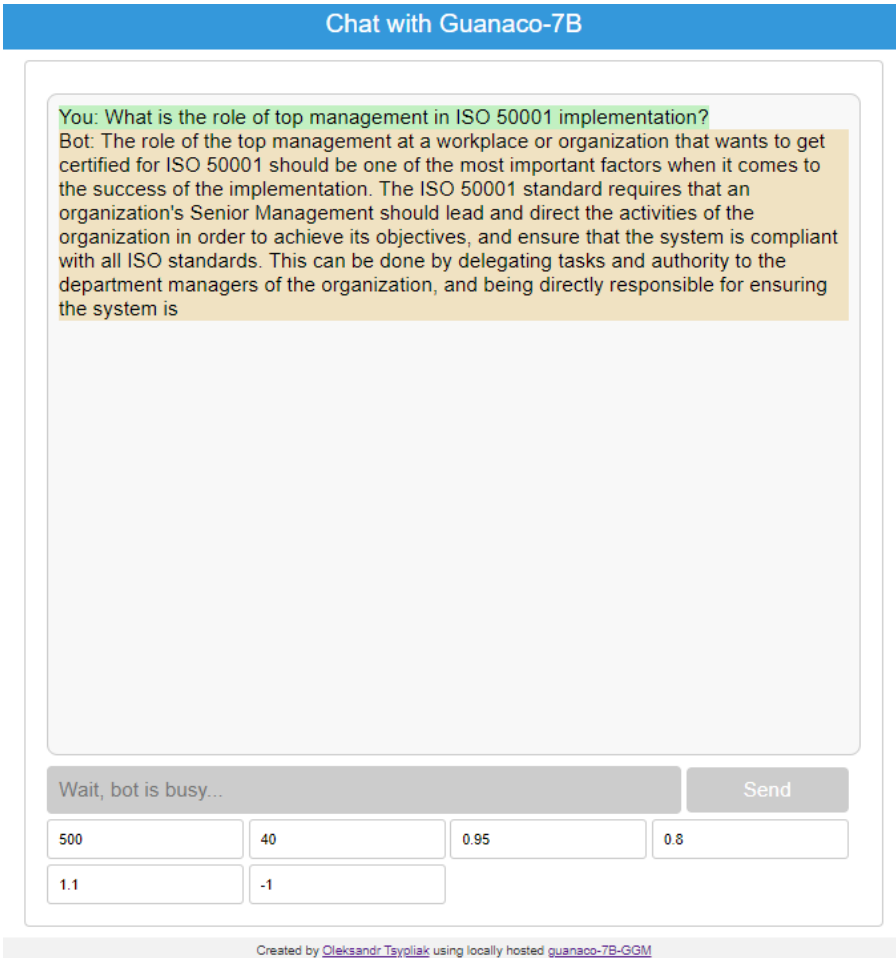 Chat with Guanaco-7B
You: What is the role of top management in ISO 50001 implementation?
Bot: The role of the top management at a workplace or organization that wants to get
certified for ISO 50001 should be one of the most important factors when it comes to
the success of the implementation. The ISO 50001 standard requires that an
organization's Senior Management should lead and direct the activities of the
organization in order to achieve its objectives, and ensure that the system is compliant
with all ISO standards. This can be done by delegating tasks and authority to the
department managers of the organization, and being directly responsible for ensuring
the system is
Wait, bot is busy... Send
500 40 0.95 0.8
1.1 -1
Created by Oleksandr Tsypliak using locally hosted guanaco-7B-GGM